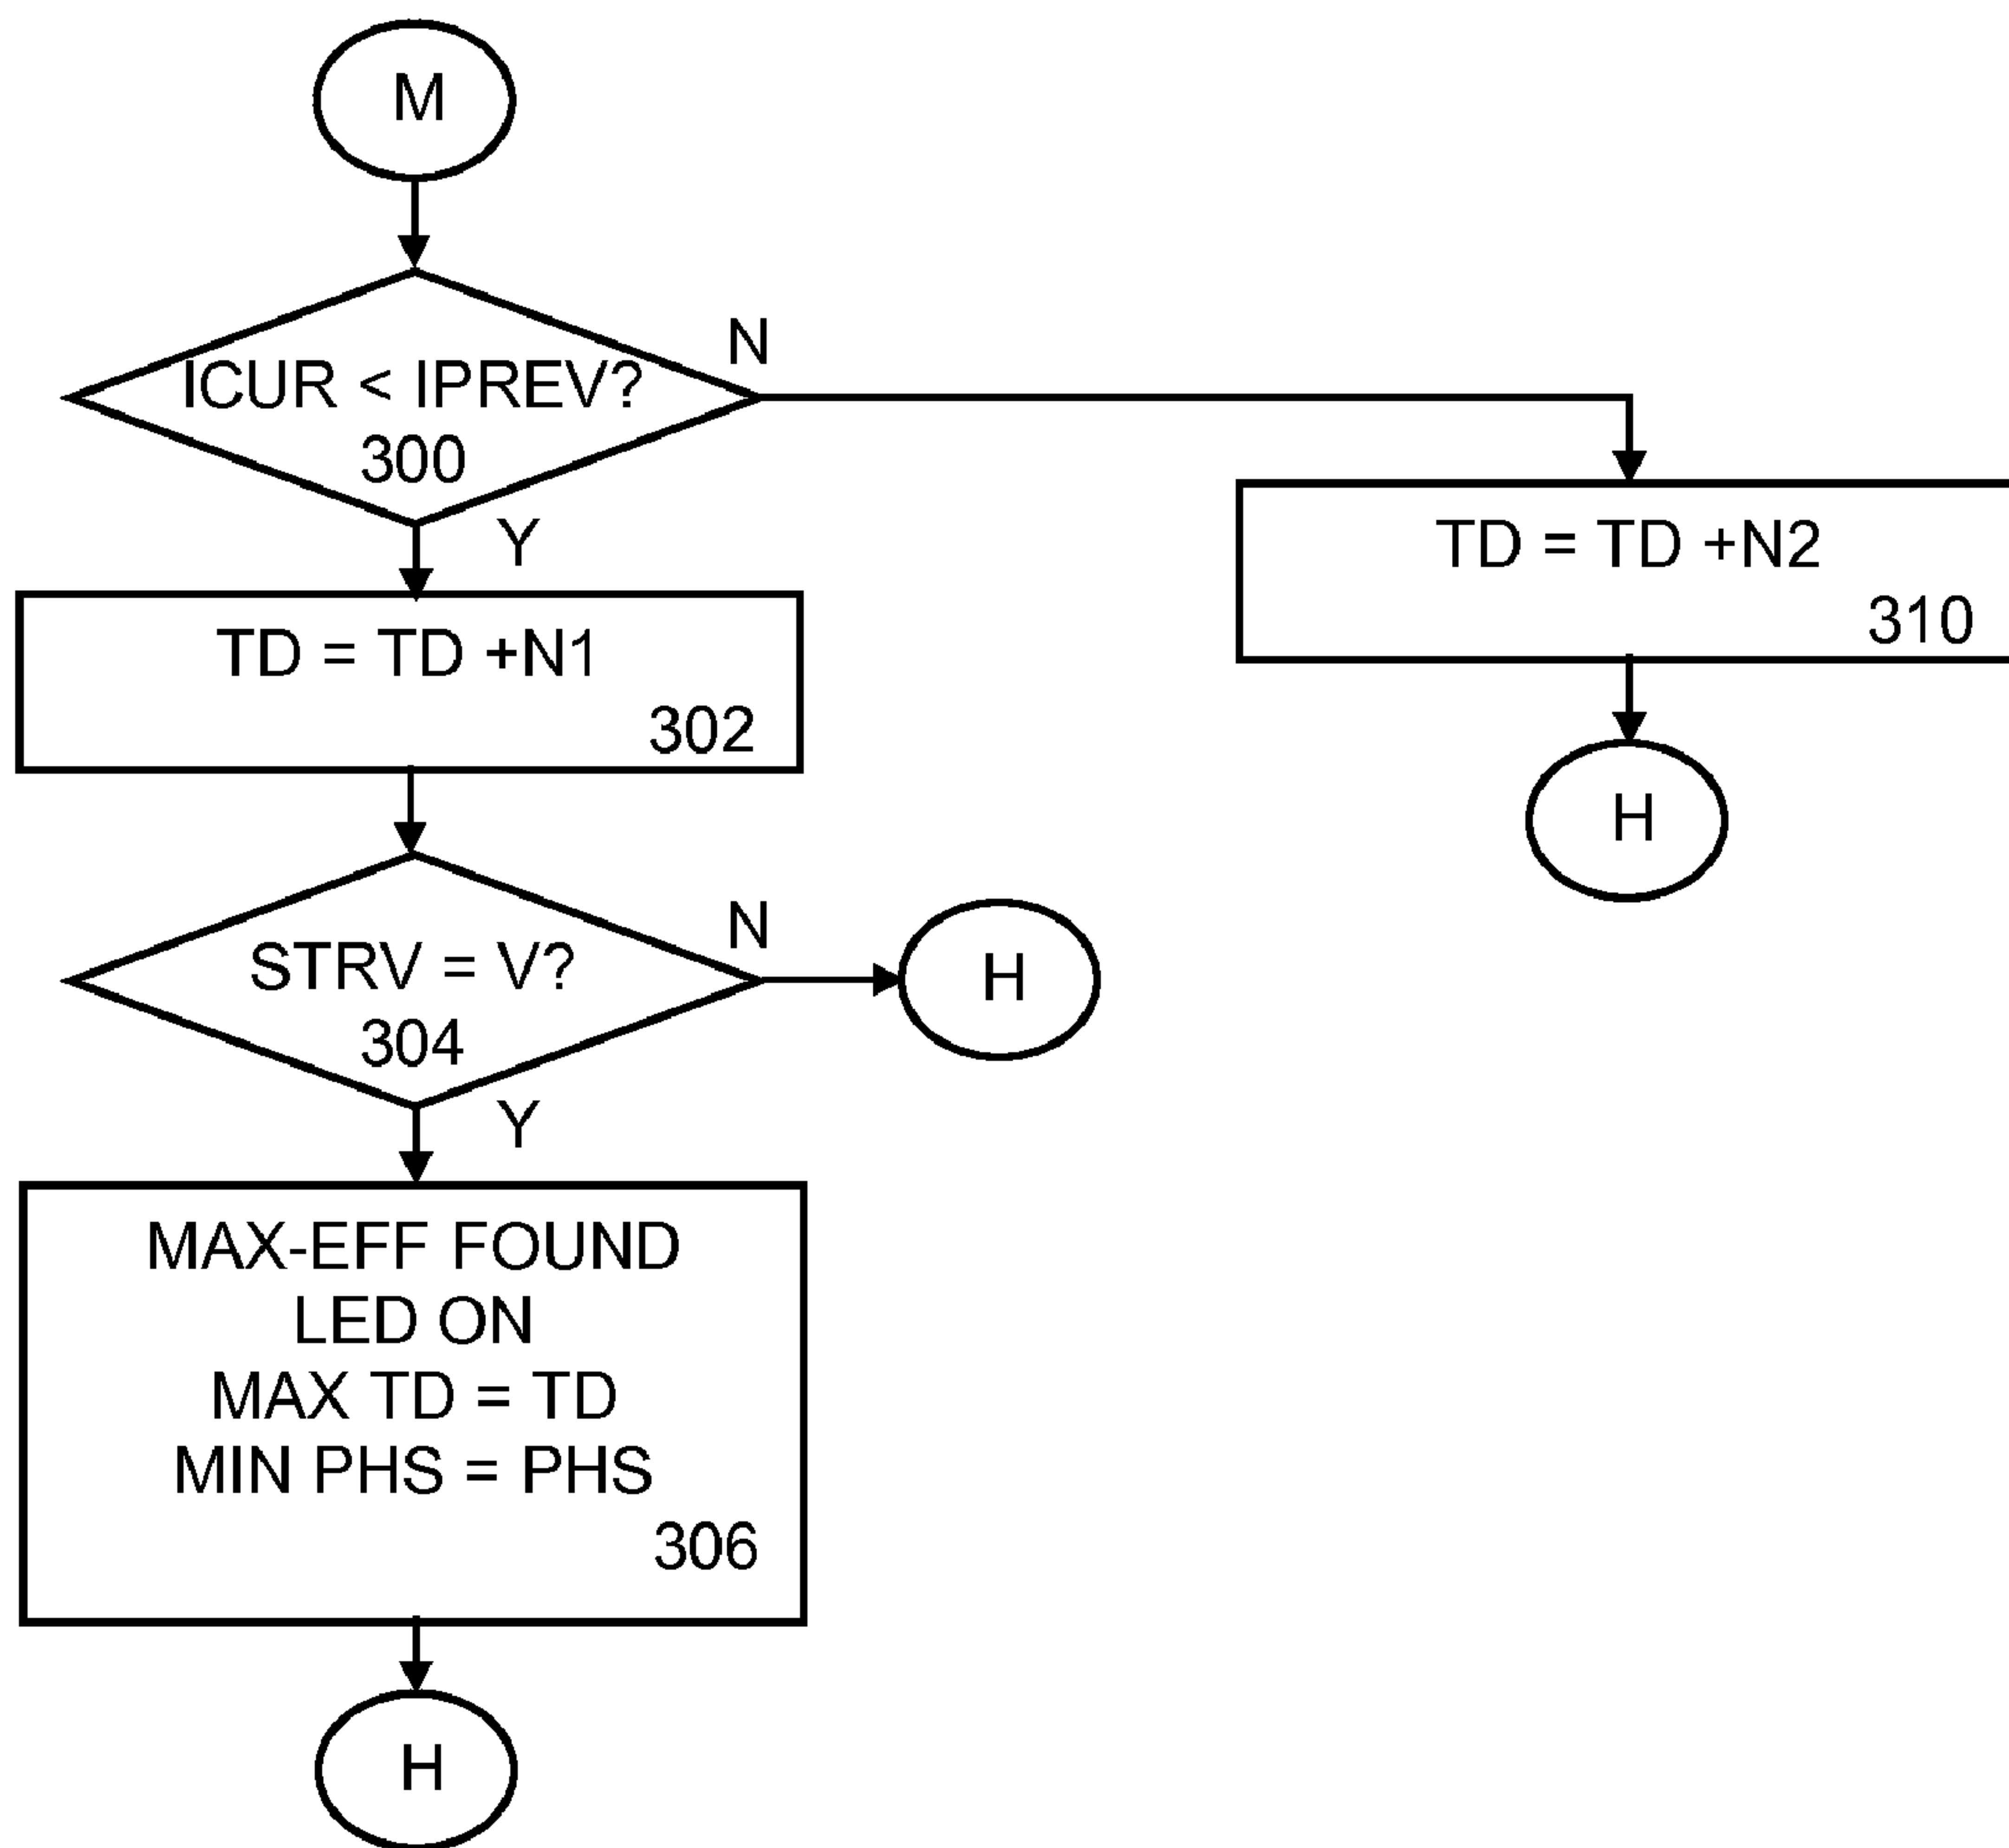 M
ICUR < IPREV?
300
N
Y
TD = TD +N2
310
H
TD = TD +N1
302
STRV = V?
304
N
H
Y
MAX-EFF FOUND
LED ON
MAX TD = TD
MIN PHS = PHS
306
H